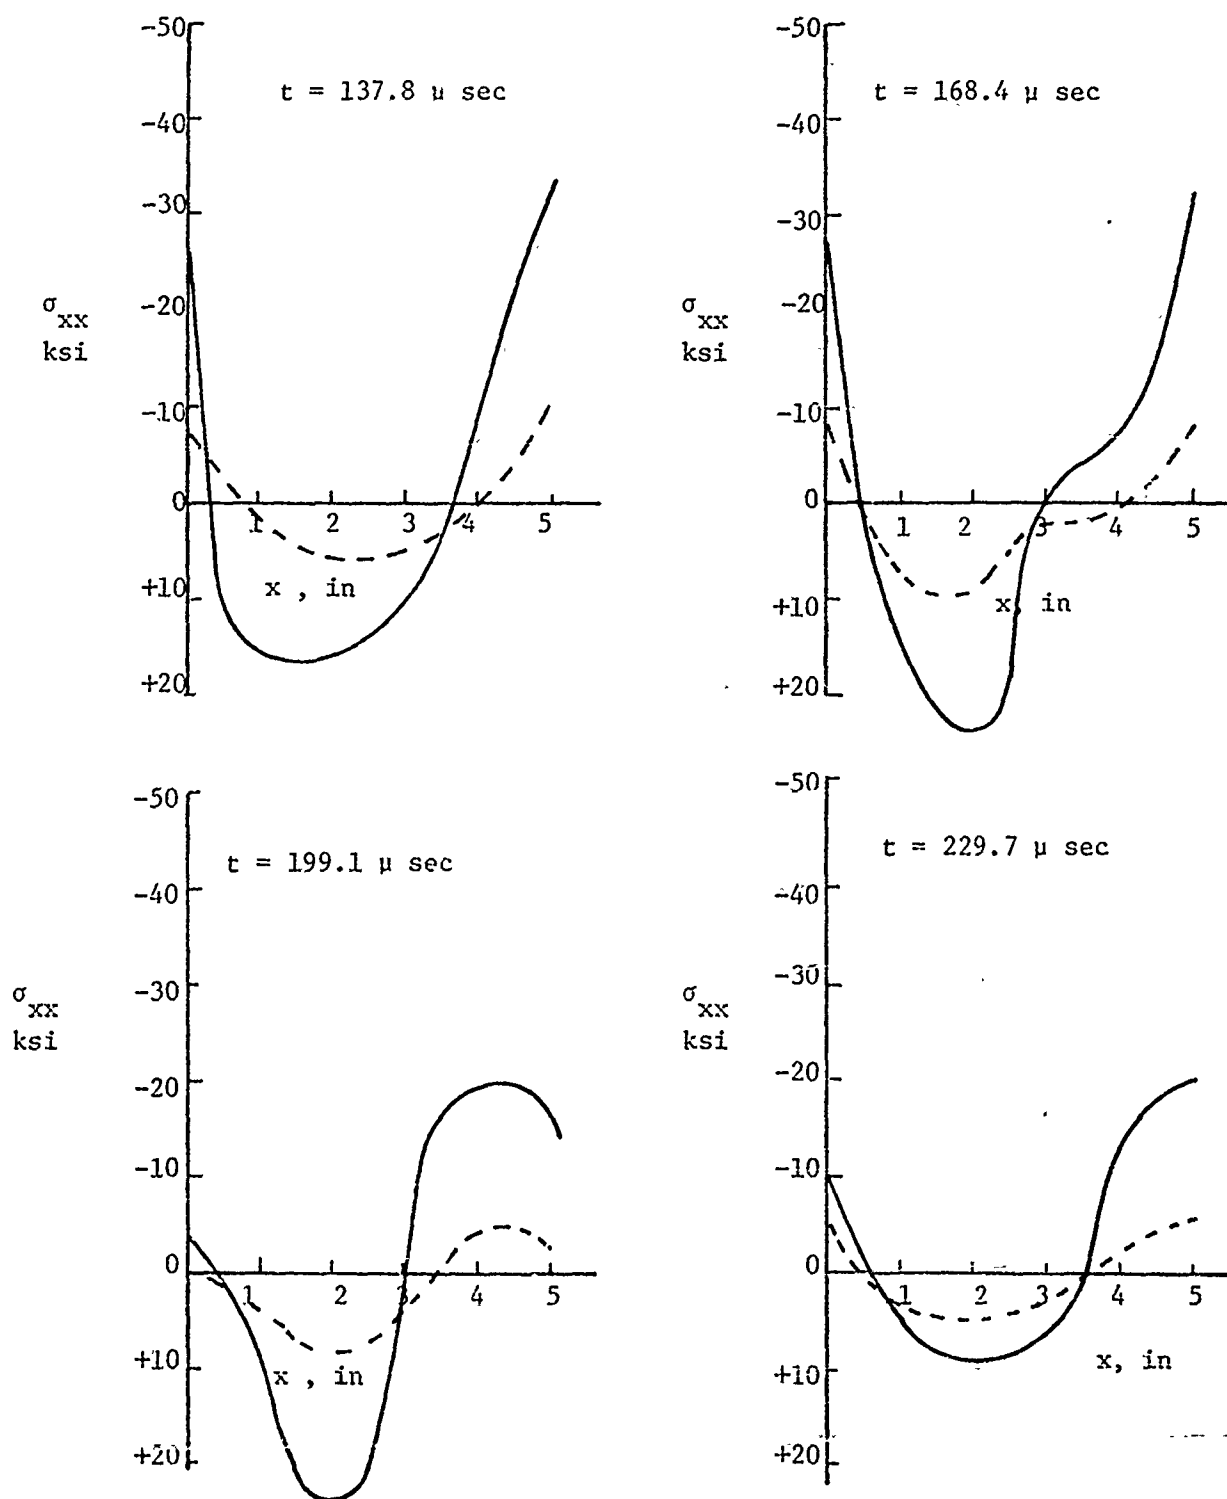 -50
t = 137.8 μ sec
-40
-30
-20
σxx
ksi
-10
0
1 2 3 4 5
x , in
+10
+20
-50
t = 168.4 μ sec
-40
-30
-20
σxx
ksi
-10
0
1 2 3 4 5
x, in
+10
+20
-50
t = 199.1 μ sec
-40
-30
σxx
ksi
-20
-10
0
1 2 3 4 5
+10
x , in
+20
-50
t = 229.7 μ sec
-40
-30
σxx
ksi
-20
-10
0
1 2 3 4 5
x, in
+10
+20